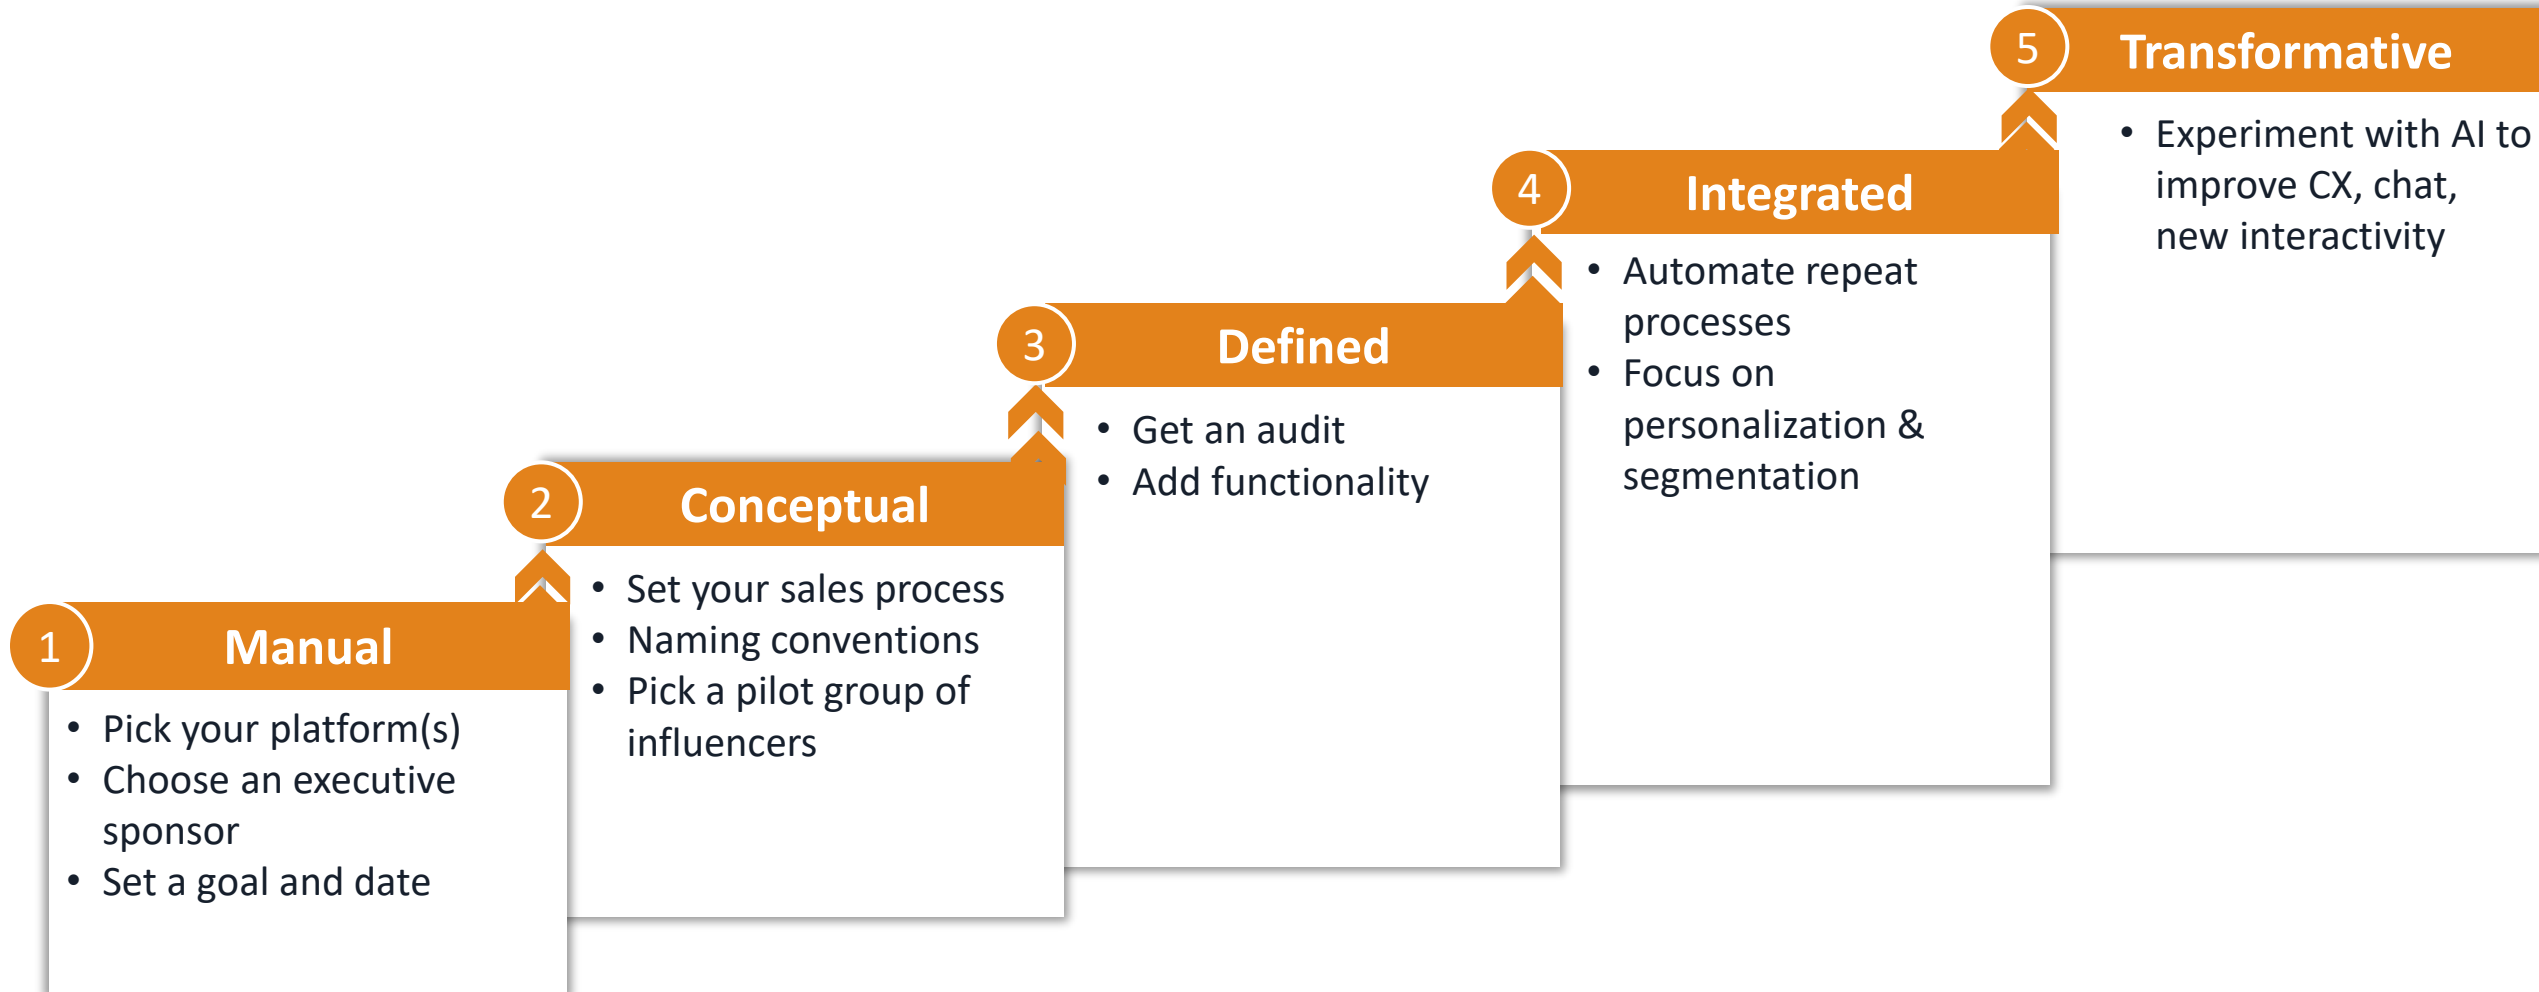 1
Manual
• Pick your platform(s)
• Choose an executive
sponsor
• Set a goal and date
2
Conceptual
• Set your sales process
• Naming conventions
• Pick a pilot group of
influencers
3
Defined
• Get an audit
• Add functionality
4
Integrated
• Automate repeat
processes
• Focus on
personalization &
segmentation
5
Transformative
• Experiment with AI to
improve CX, chat,
new interactivity